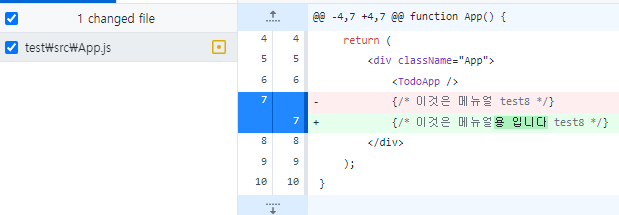 1 changed file
test₩src₩App.js
@@ -4,7 +4,7 @@ function App() {
4 4 return (
5 5 <div className="App">
6 6 <TodoApp />
7 - {/* 이것은 메뉴얼 test8 */}
7 + {/* 이것은 메뉴얼용 입니다 test8 */}
8 8 </div>
9 9 );
10 10 }